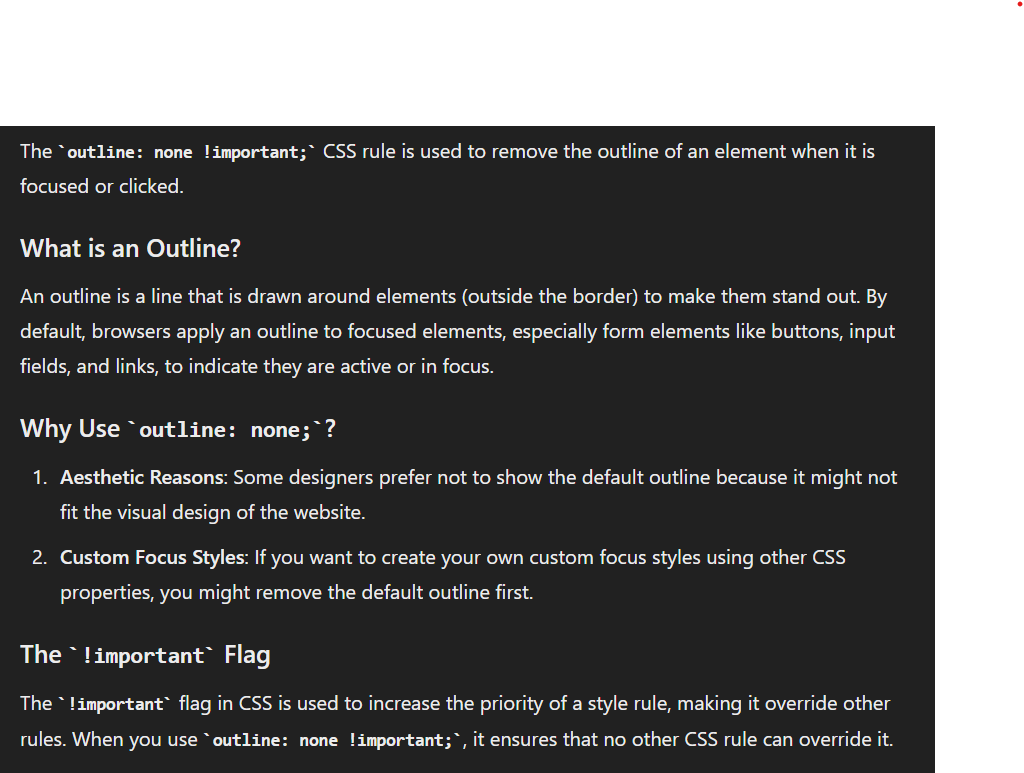 The `outline: none !important;` CSS rule is used to remove the outline of an element when it is
focused or clicked.
What is an Outline?
An outline is a line that is drawn around elements (outside the border) to make them stand out. By
default, browsers apply an outline to focused elements, especially form elements like buttons, input
fields, and links, to indicate they are active or in focus.
Why Use `outline: none;`?
1. Aesthetic Reasons: Some designers prefer not to show the default outline because it might not
fit the visual design of the website.
2. Custom Focus Styles: If you want to create your own custom focus styles using other CSS
properties, you might remove the default outline first.
The `!important` Flag
The `!important` flag in CSS is used to increase the priority of a style rule, making it override other
rules. When you use `outline: none !important;`, it ensures that no other CSS rule can override it.